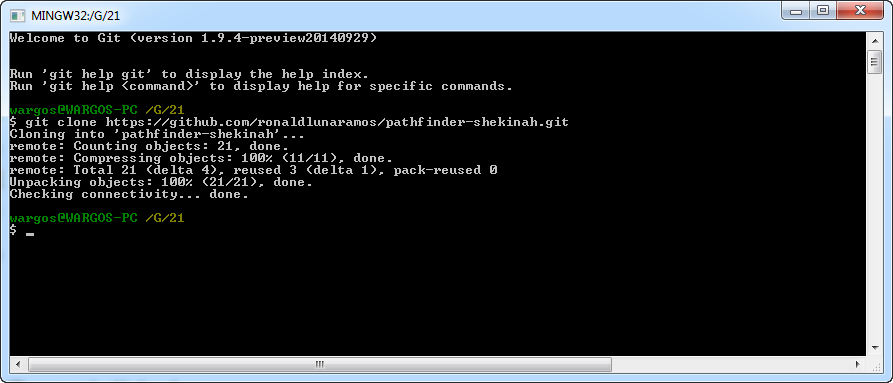 MINGW32:/G/21
Welcome to Git (version 1.9.4-preview20140929)
Run 'git help git' to display the help index.
Run 'git help <command>' to display help for specific commands.
wargos@WARGOS-PC /G/21
$ git clone https://github.com/ronaldlunaramos/pathfinder-shekinah.git
Cloning into 'pathfinder-shekinah'...
remote: Counting objects: 21, done.
remote: Compressing objects: 100% (11/11), done.
remote: Total 21 (delta 4), reused 3 (delta 1), pack-reused 0
Unpacking objects: 100% (21/21), done.
Checking connectivity... done.
wargos@WARGOS-PC /G/21
$ _